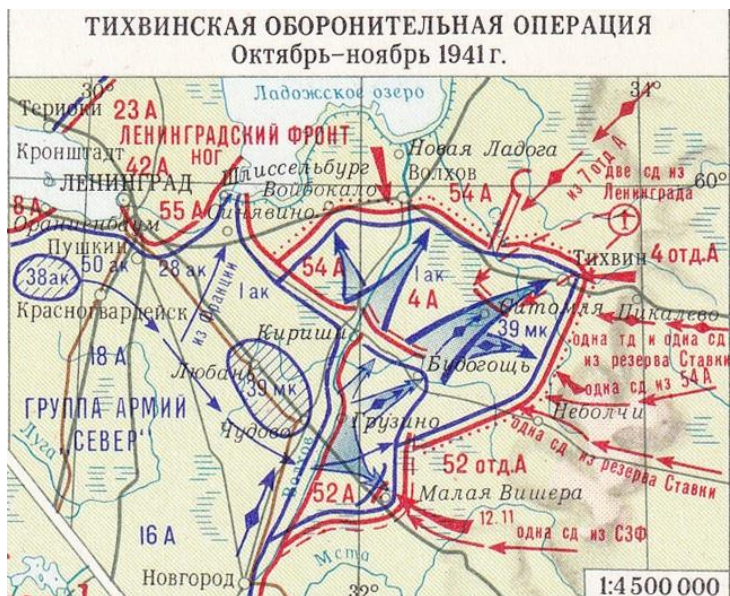 ТИХВИНСКАЯ ОБОРОНИТЕЛЬНАЯ ОПЕРАЦИЯ
Октябрь–ноябрь 1941 г.
30°
34°
Ладожское озеро
Териоки
23 А
ЛЕНИНГРАДСКИЙ ФРОНТ
Кронштадт
НОГ
42 А
Шлиссельбург
Новая Ладога
Волхов
ЛЕНИНГРАД
Войбокало
54 А
из 7 отд. А
две сд из
Ленинграда
60°
8 А
55 А
Синявино
Ораниенбаум
Пушкин
Тихвин
4 отд.А
38 ак
50 ак
28 ак
из Франции
1 ак
54 А
1 ак
4 А
Ситомля
Пикалево
Красногвардейск
39 мк
Кириши
одна тд и одна сд
из резерва Ставки
18 А
Любань
39 мк
Будогощь
одна сд из 54 А
ГРУППА АРМИЙ
„СЕВЕР"
Грузино
Неболчи
Луга
Чудово
одна сд из резерва Ставки
Волхов
52 отд.А
52 А
Малая Вишера
16 А
12.11
одна сд из СЗФ
Мста
Новгород
32°
1:4 500 000